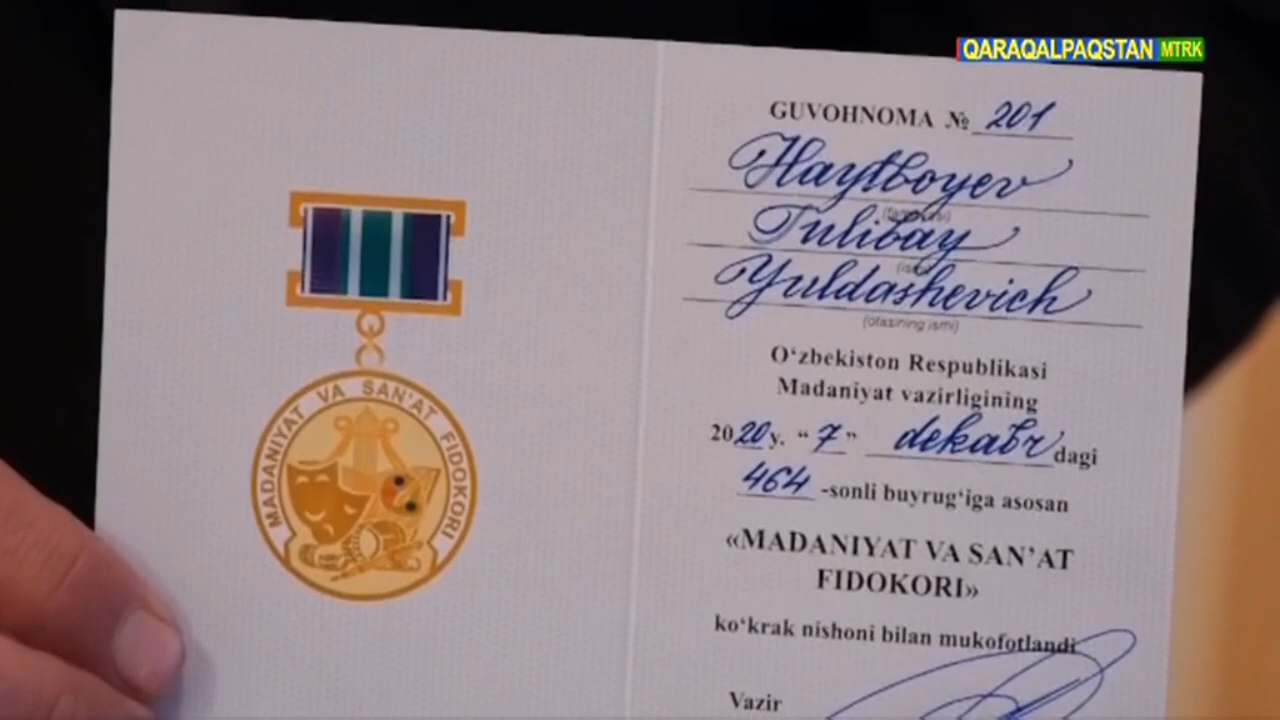 QARAQALPAQSTAN MTRK
GUVOHNOMA № 201
Haytboyev
(familiyasi)
Tulibay
(ismi)
Yuldashevich
(otasining ismi)
O‘zbekiston Respublikasi
Madaniyat vazirligining
2020 y. “ 7 ” dekabr dagi
464 -sonli buyrug‘iga asosan
«MADANIYAT VA SAN’AT
FIDOKORI»
ko‘krak nishoni bilan mukofotlandi
Vazir
MADANIYAT VA SAN'AT FIDOKORI